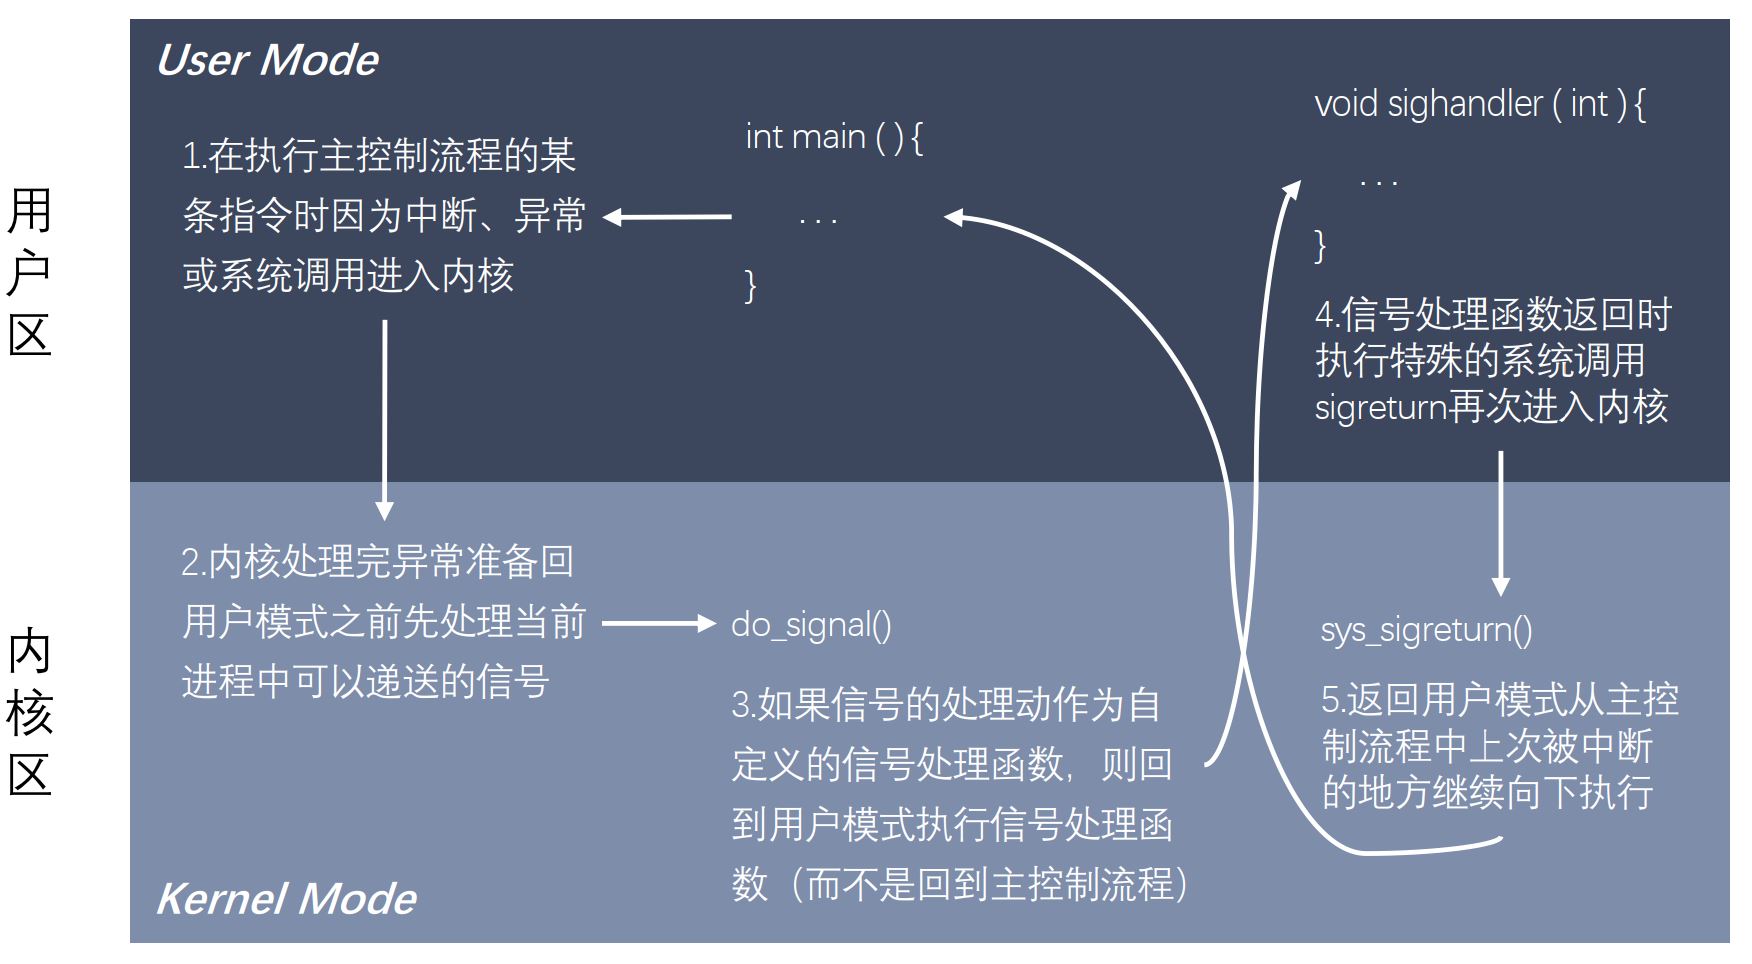 用
户
区
User Mode
1.在执行主控制流程的某
条指令时因为中断、异常
或系统调用进入内核
int main ( ) {
. . .
}
void sighandler ( int ) {
. . .
}
4.信号处理函数返回时
执行特殊的系统调用
sigreturn再次进入内核
内
核
区
2.内核处理完异常准备回
用户模式之前先处理当前
进程中可以递送的信号
do_signal()
3.如果信号的处理动作为自
定义的信号处理函数，则回
到用户模式执行信号处理函
数（而不是回到主控制流程）
sys_sigreturn()
5.返回用户模式从主控
制流程中上次被中断
的地方继续向下执行
Kernel Mode